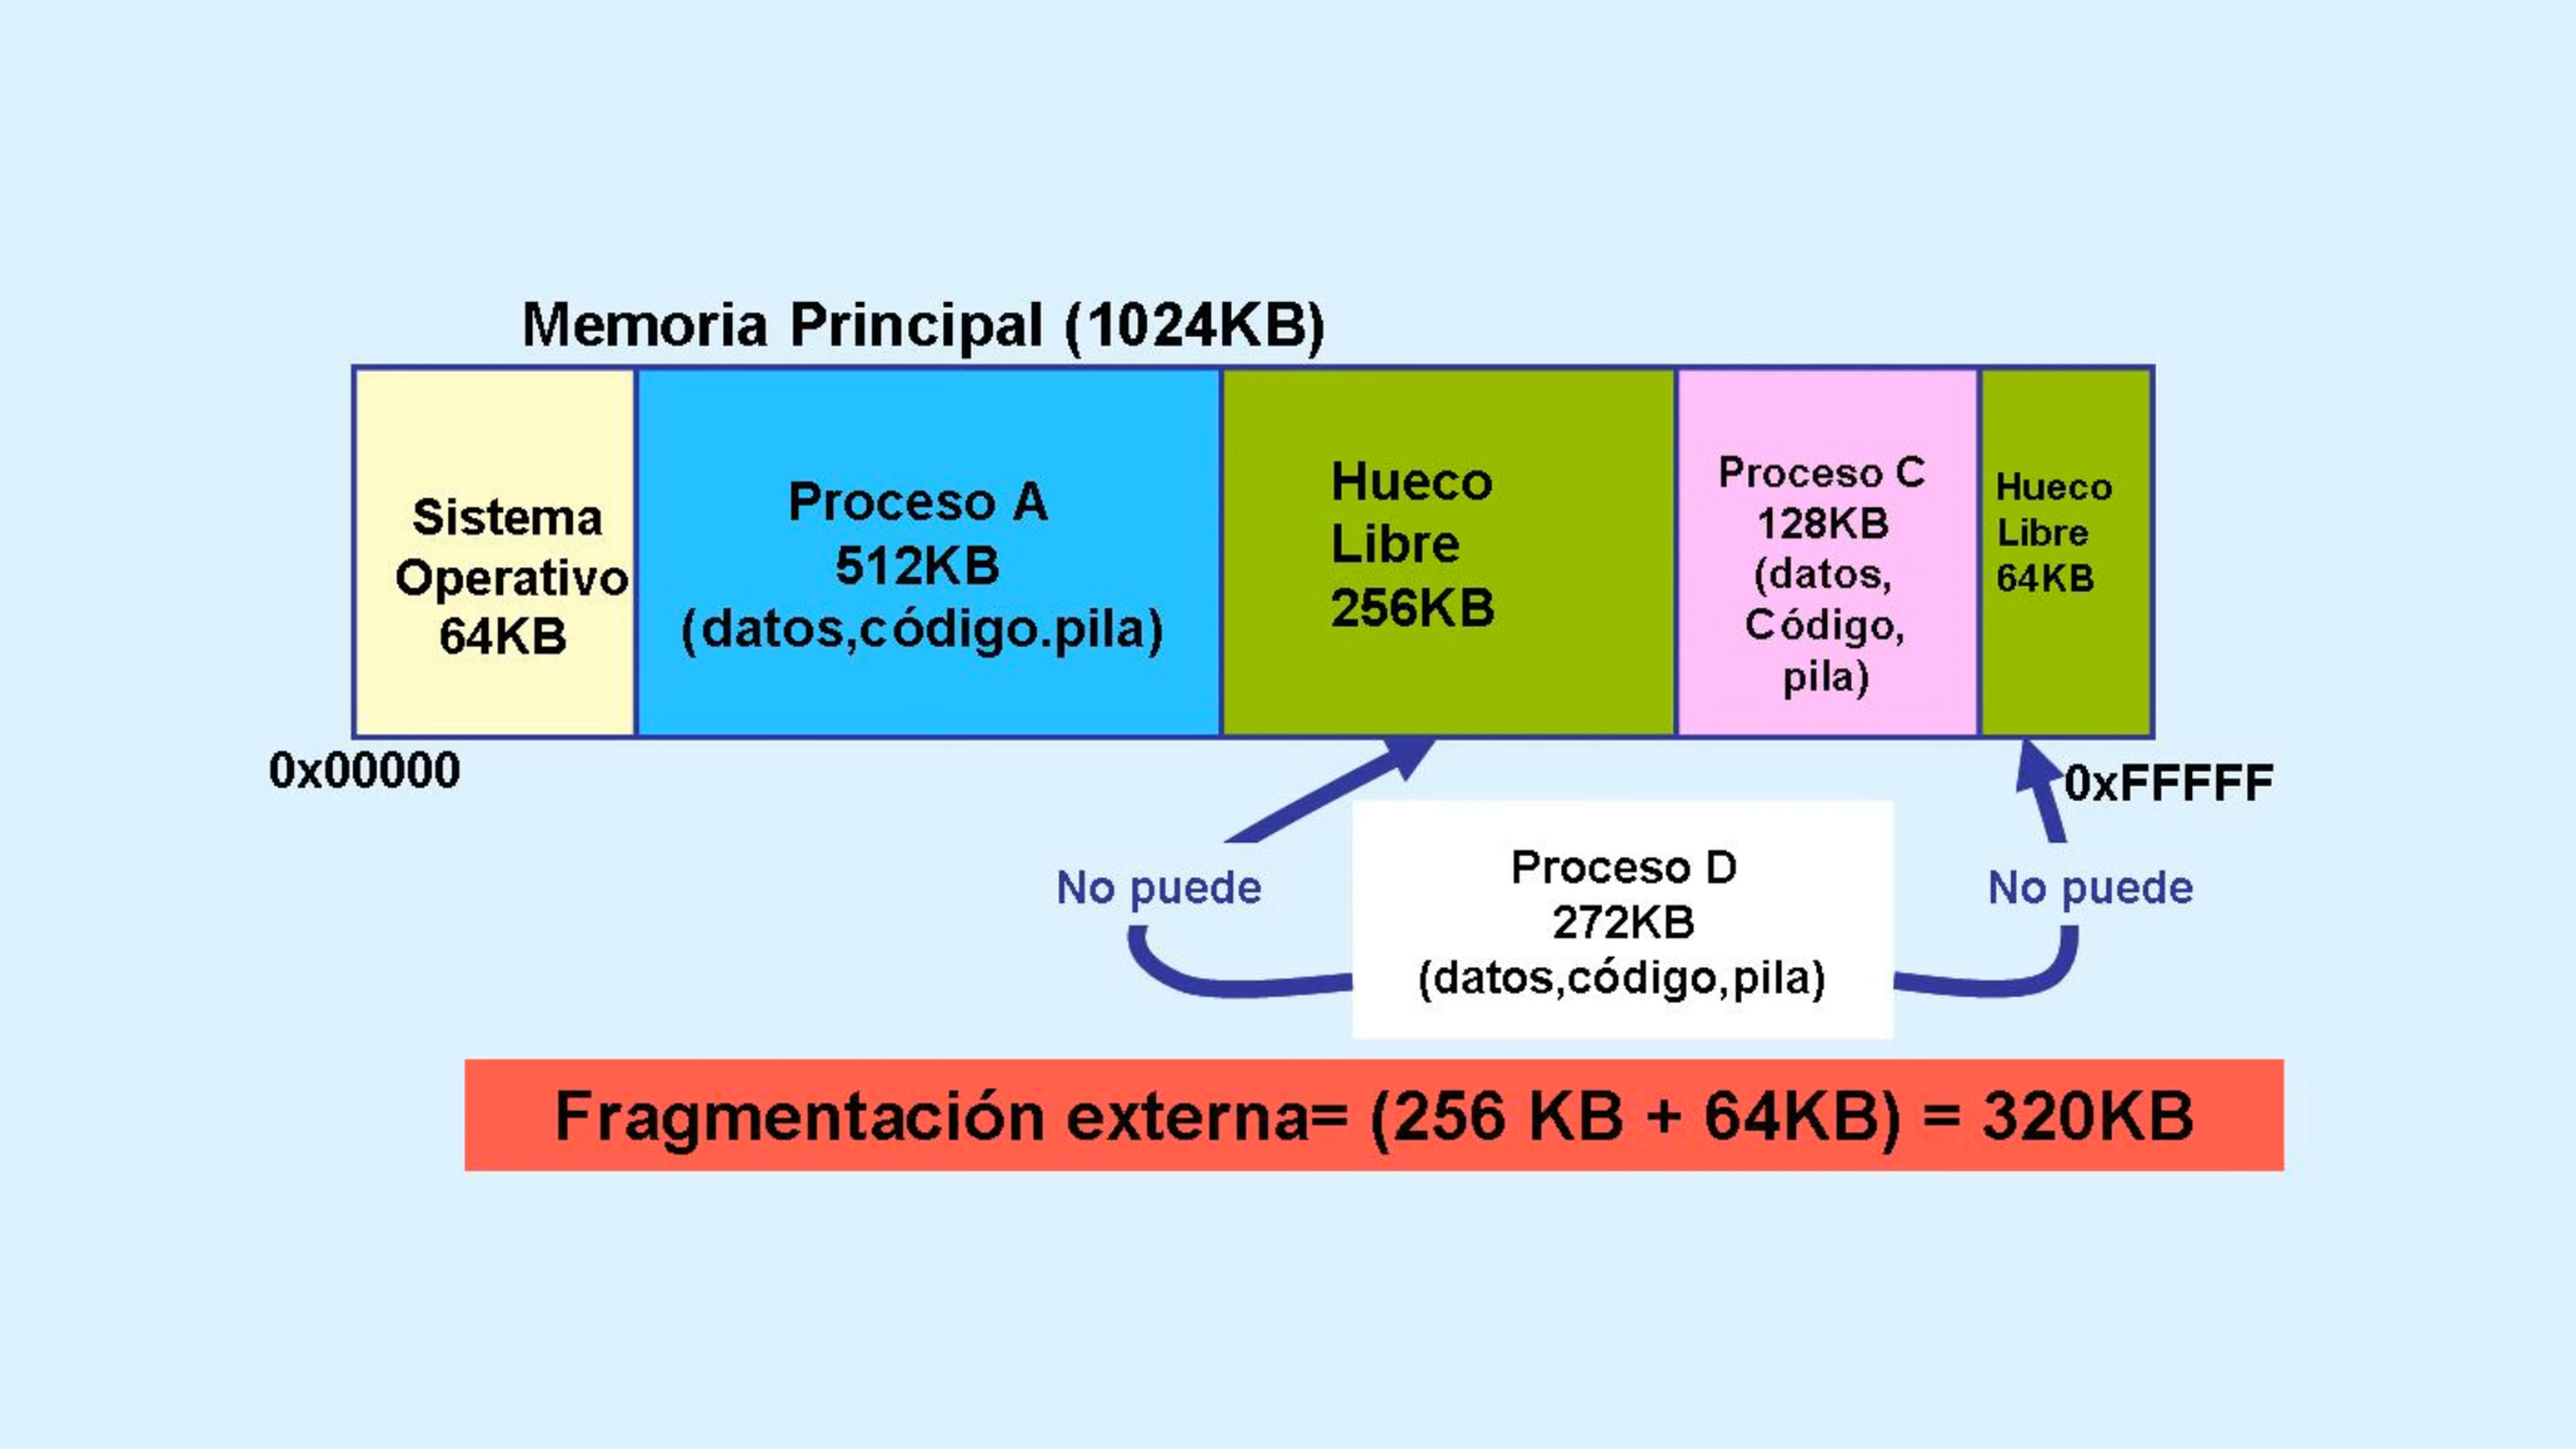 Memoria Principal (1024KB)
Sistema
Operativo
64KB
Proceso A
512KB
(datos,código.pila)
Hueco
Libre
256KB
Proceso C
128KB
(datos,
Código,
pila)
Hueco
Libre
64KB
0x00000
0xFFFFF
No puede
Proceso D
272KB
(datos,código,pila)
No puede
Fragmentación externa= (256 KB + 64KB) = 320KB